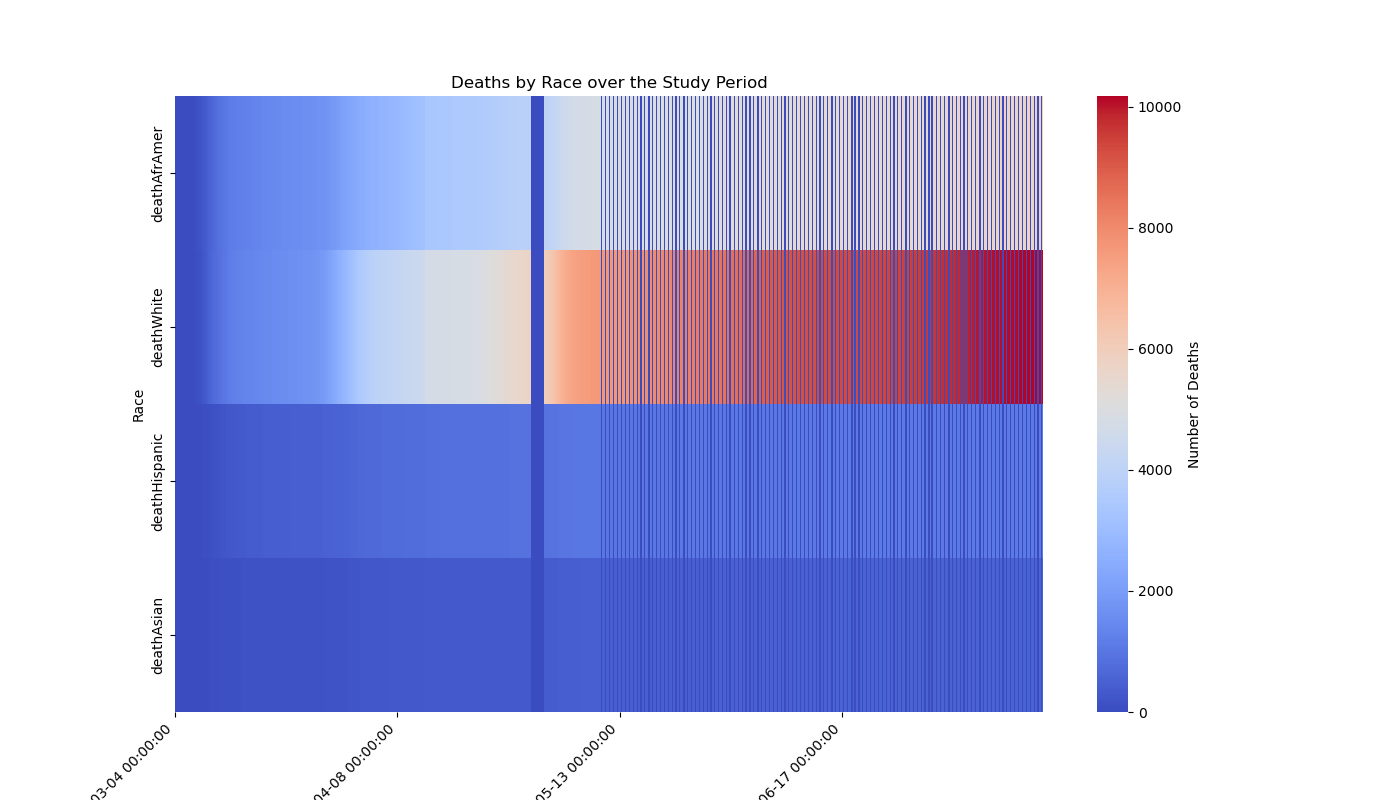 Deaths by Race over the Study Period
Race
deathAfrAmer
deathWhite
deathHispanic
deathAsian
03-04 00:00:00
04-08 00:00:00
05-13 00:00:00
06-17 00:00:00
10000
8000
6000
4000
2000
0
Number of Deaths